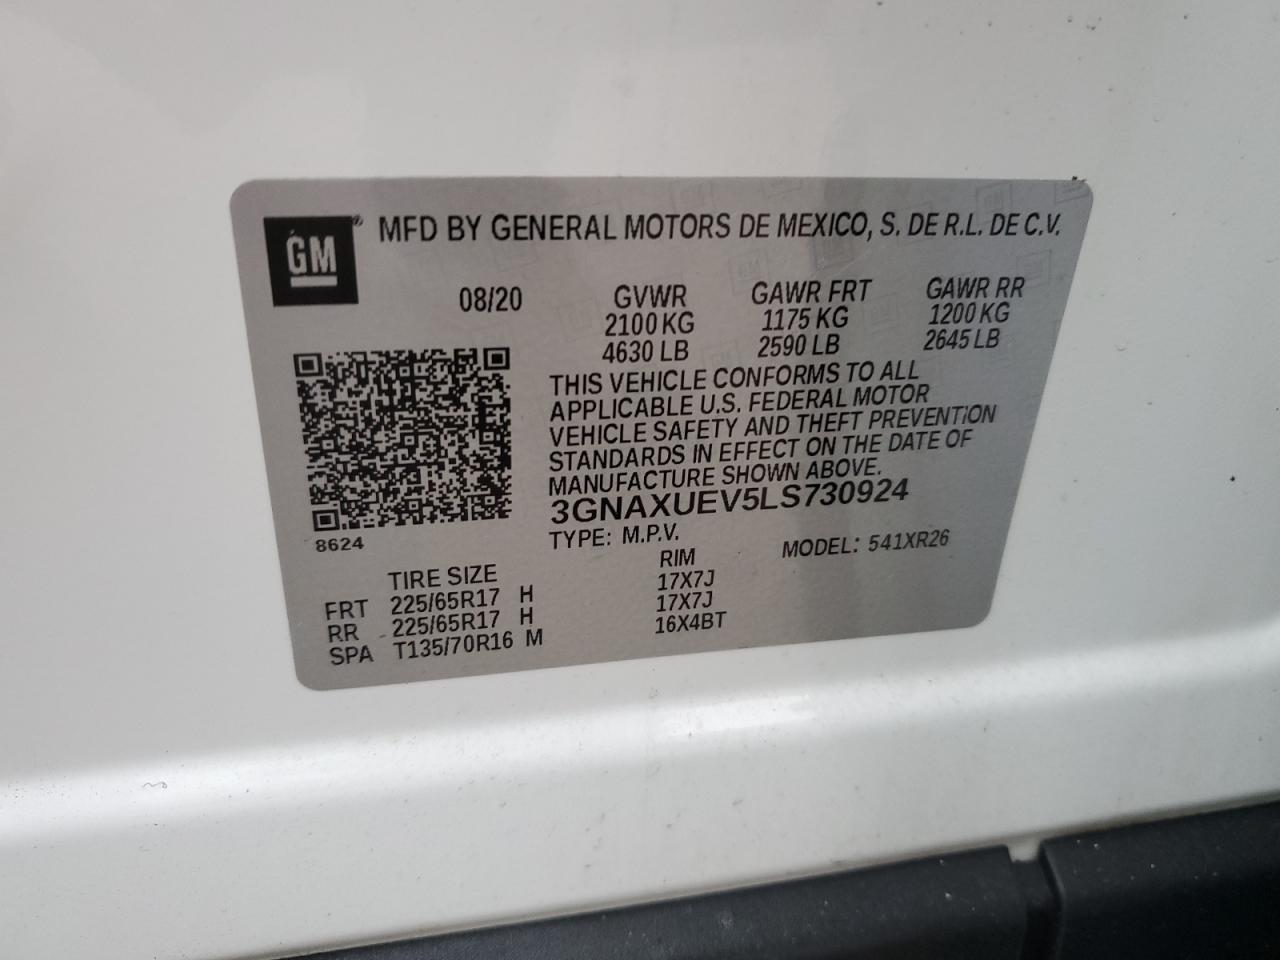 GM
MFD BY GENERAL MOTORS DE MEXICO, S. DE R.L. DE C.V.
08/20 GVWR GAWR FRT GAWR RR
2100 KG 1175 KG 1200 KG
4630 LB 2590 LB 2645 LB
THIS VEHICLE CONFORMS TO ALL
APPLICABLE U.S. FEDERAL MOTOR
VEHICLE SAFETY AND THEFT PREVENTION
STANDARDS IN EFFECT ON THE DATE OF
MANUFACTURE SHOWN ABOVE.
3GNAXUEV5LS730924
8624
TYPE: M.P.V. MODEL: 541XR26
TIRE SIZE RIM
FRT 225/65R17 H 17X7J
RR 225/65R17 H 17X7J
SPA T135/70R16 M 16X4BT